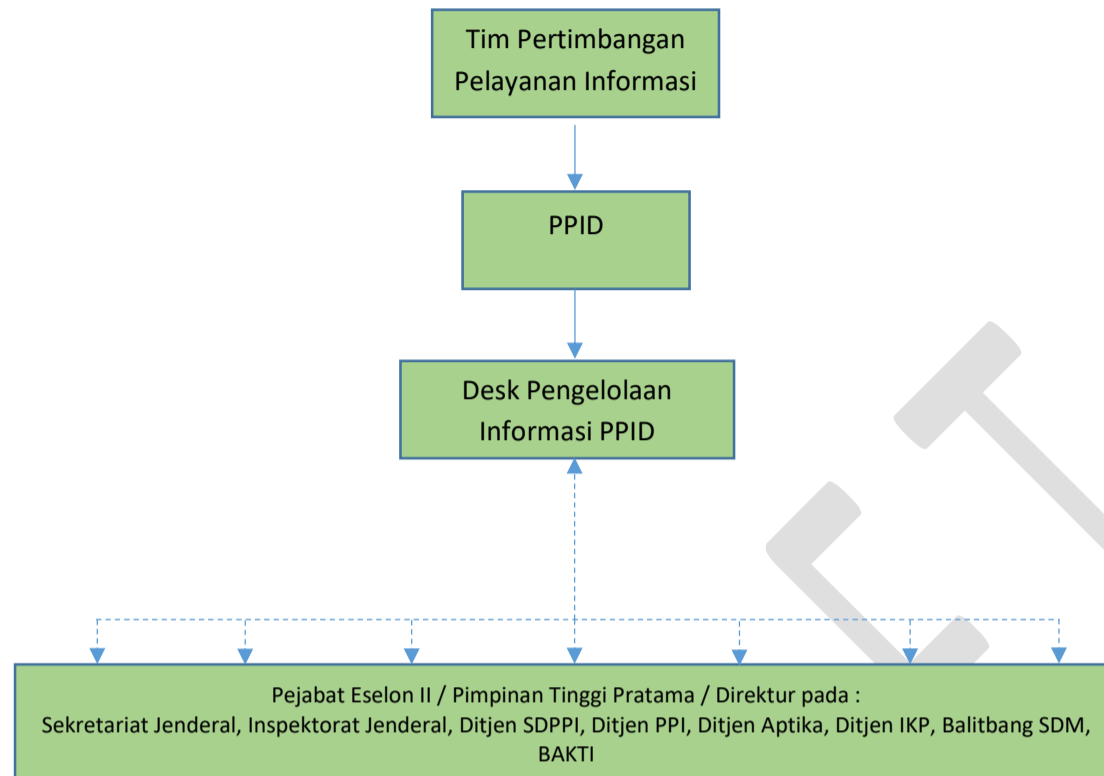 Tim Pertimbangan
Pelayanan Informasi
PPID
Desk Pengelolaan
Informasi PPID
Pejabat Eselon II / Pimpinan Tinggi Pratama / Direktur pada :
Sekretariat Jenderal, Inspektorat Jenderal, Ditjen SDPPI, Ditjen PPI, Ditjen Aptika, Ditjen IKP, Balitbang SDM,
BAKTI